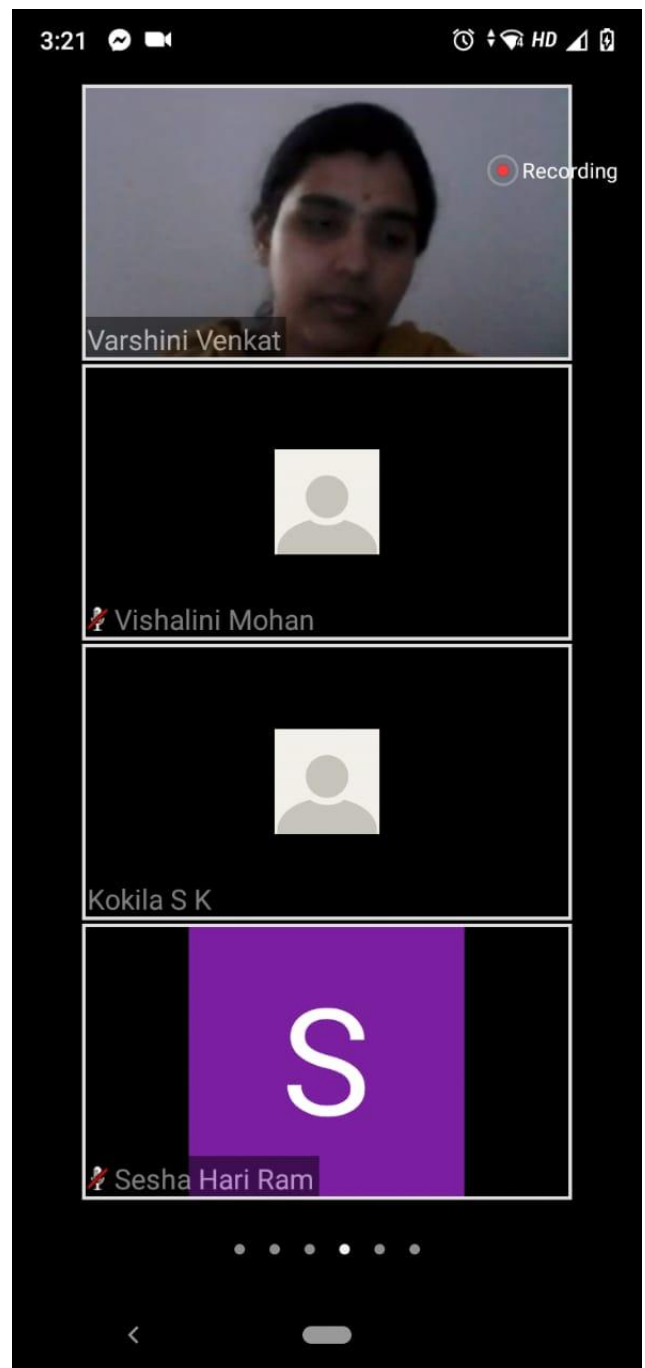 3:21 HD
Recording
Varshini Venkat
Vishalini Mohan
Kokila S K
S
Sesha Hari Ram